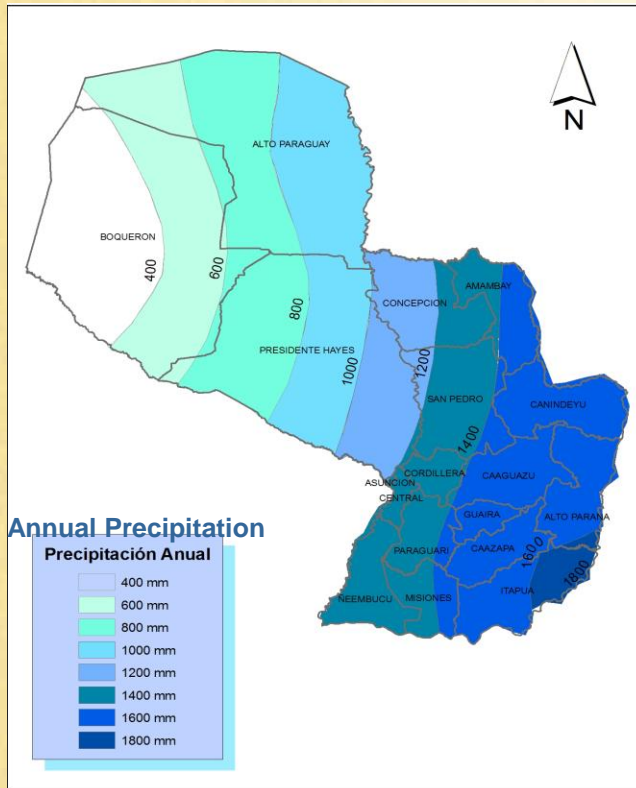 N
ALTO PARAGUAY
BOQUERON
400
600
800
1000
1200
1400
1600
1800
CONCEPCION
AMAMBAY
PRESIDENTE HAYES
SAN PEDRO
CANINDEYU
CORDILLERA
ASUNCION
CENTRAL
CAAGUAZU
GUAIRA
ALTO PARANA
PARAGUARI
CAAZAPA
ÑEEMBUCU
MISIONES
ITAPUA
Annual Precipitation
Precipitación Anual
400 mm
600 mm
800 mm
1000 mm
1200 mm
1400 mm
1600 mm
1800 mm